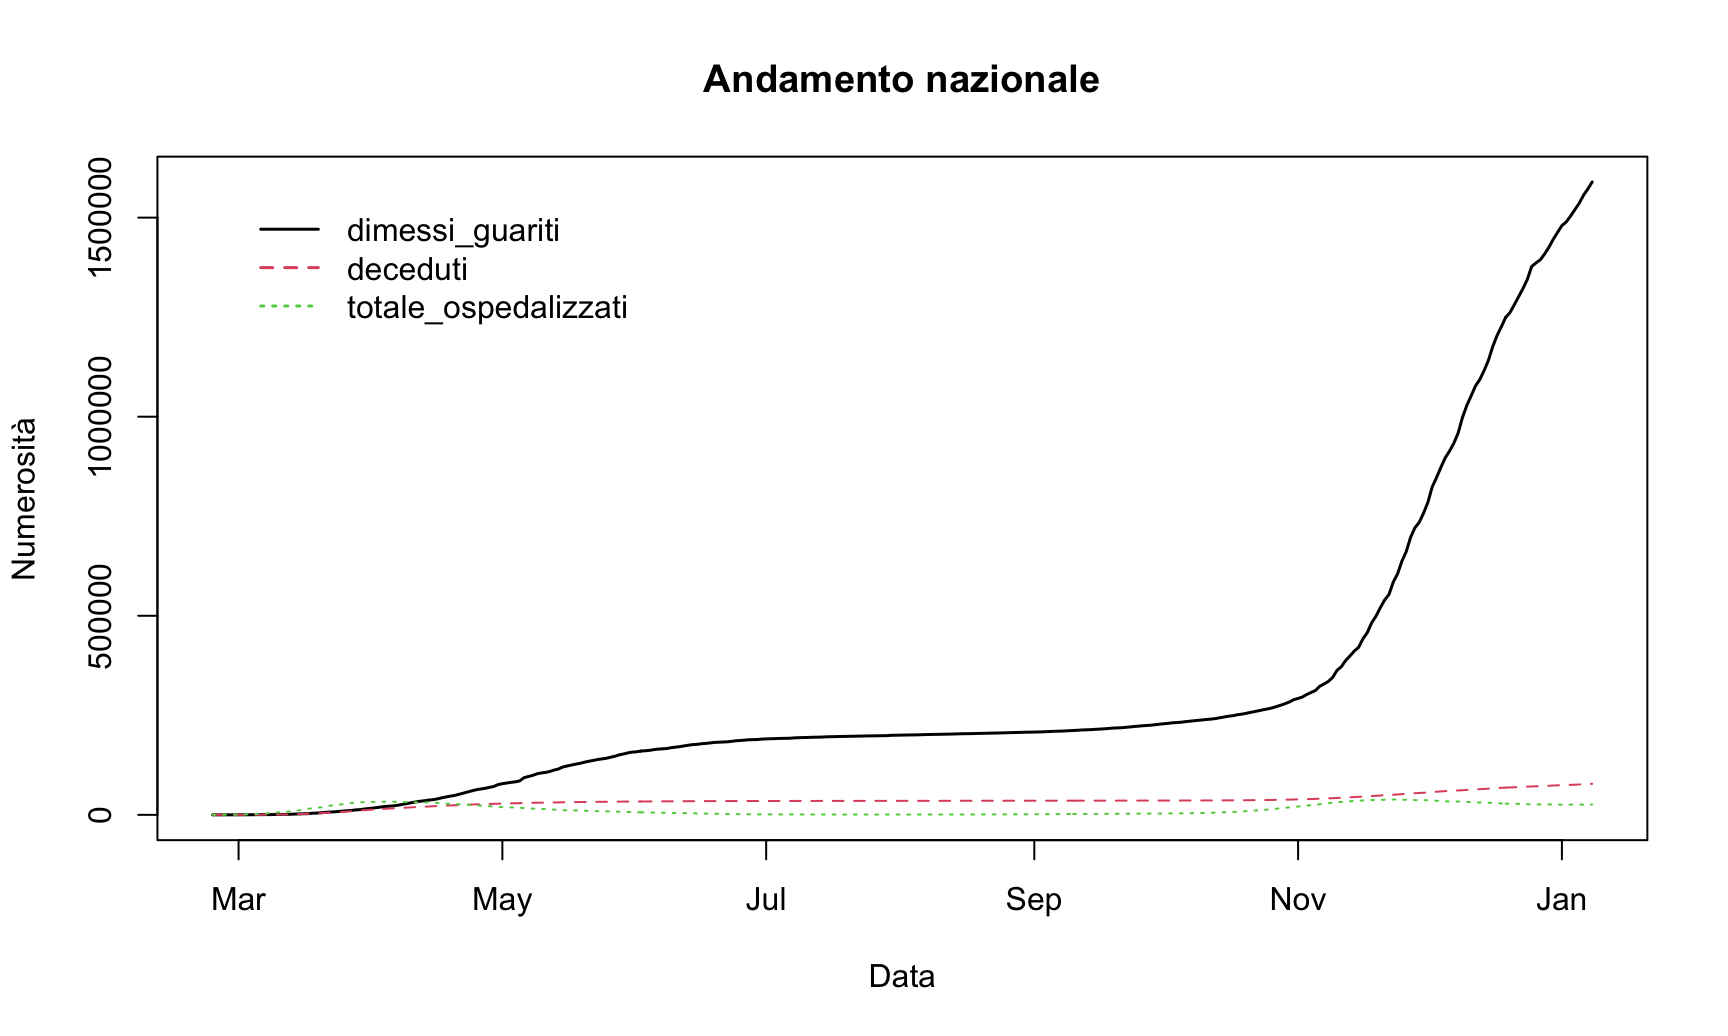 Andamento nazionale
dimessi_guariti
deceduti
totale_ospedalizzati
Numerosità
1500000
1000000
500000
0
Mar May Jul Sep Nov Jan
Data